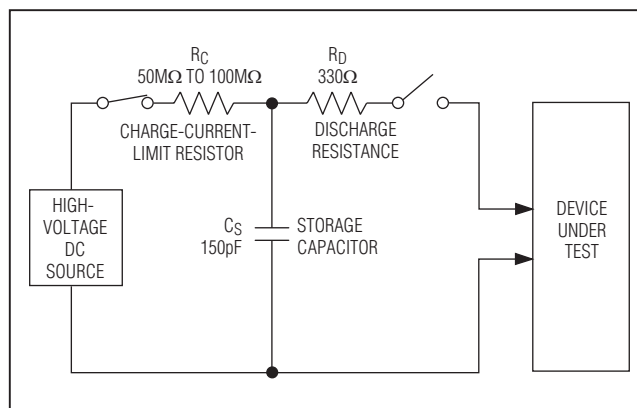 R_C
50MΩ TO 100MΩ
CHARGE-CURRENT-
LIMIT RESISTOR
R_D
330Ω
DISCHARGE
RESISTANCE
HIGH-
VOLTAGE
DC
SOURCE
C_S
150pF
STORAGE
CAPACITOR
DEVICE
UNDER
TEST